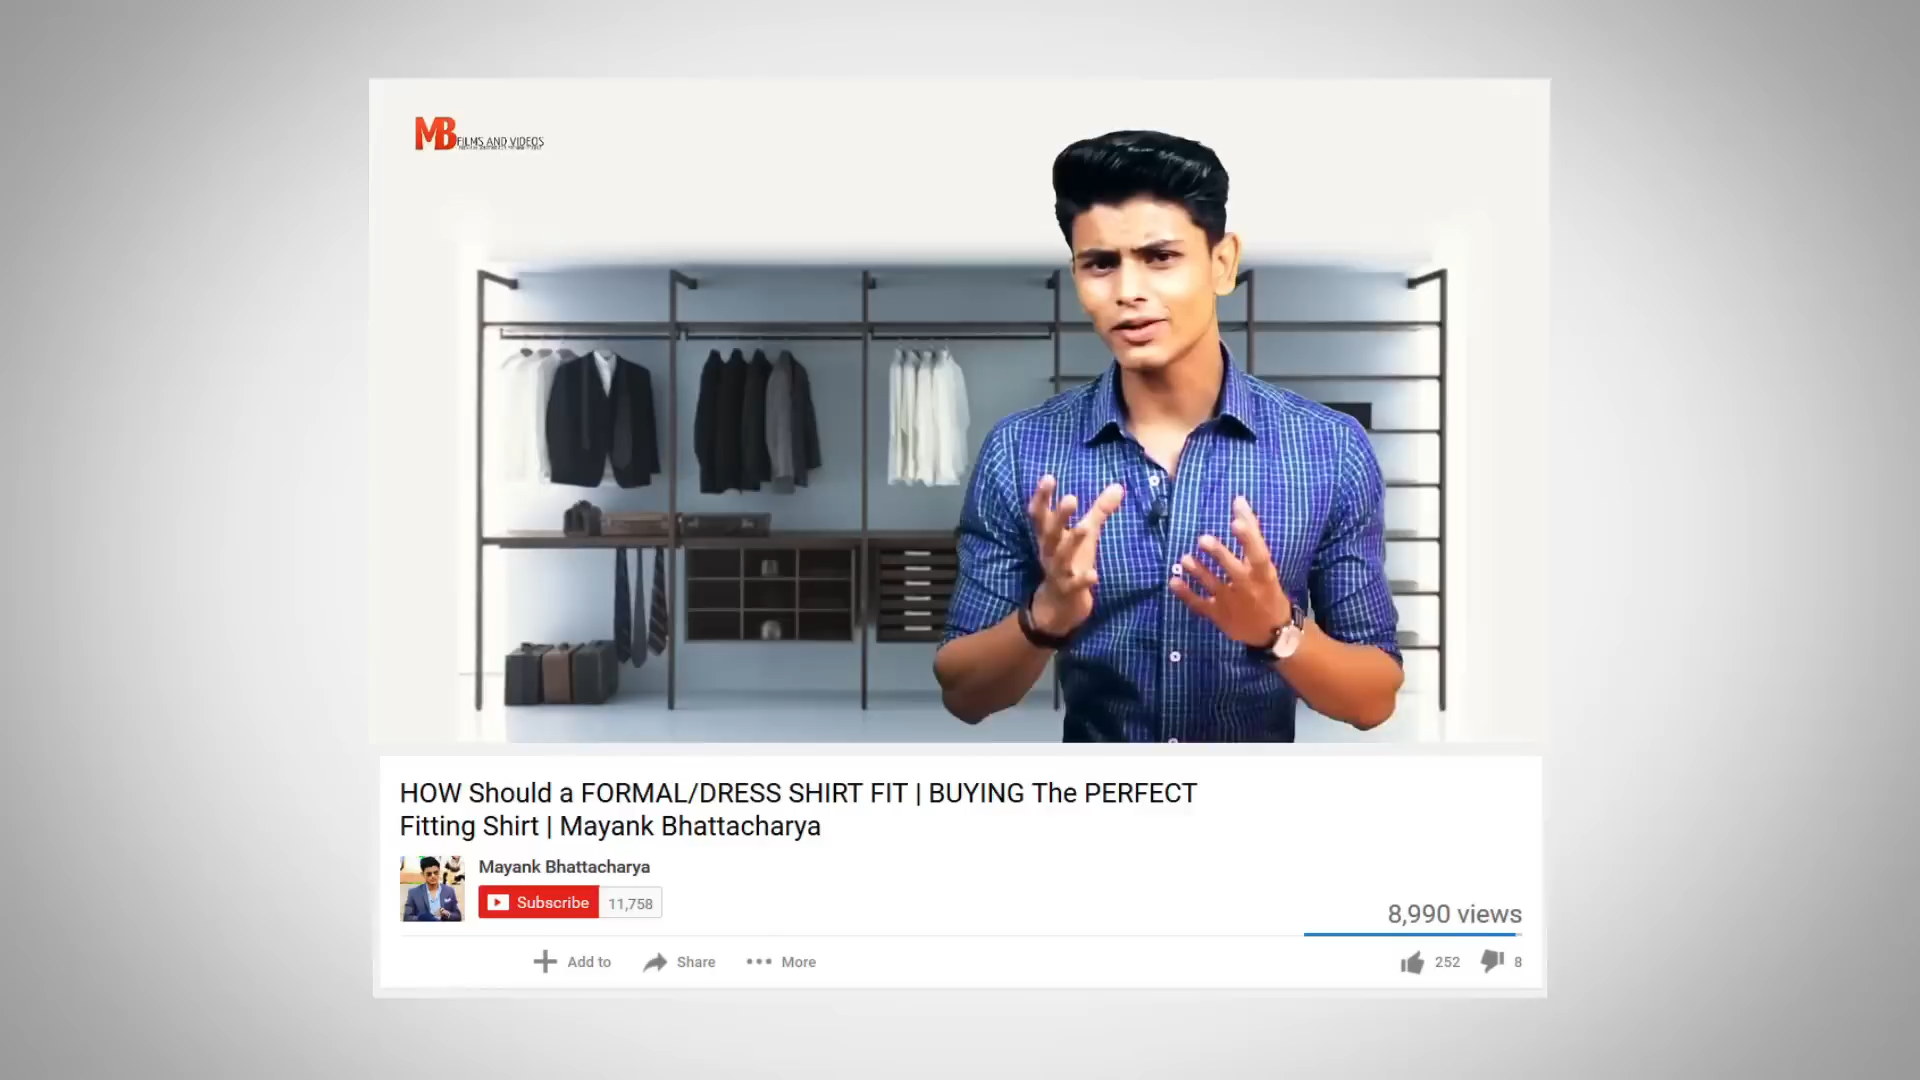 MB FILMS AND VIDEOS
HOW Should a FORMAL/DRESS SHIRT FIT | BUYING The PERFECT
Fitting Shirt | Mayank Bhattacharya
Mayank Bhattacharya
Subscribe 11,758
8,990 views
Add to Share More 252 8